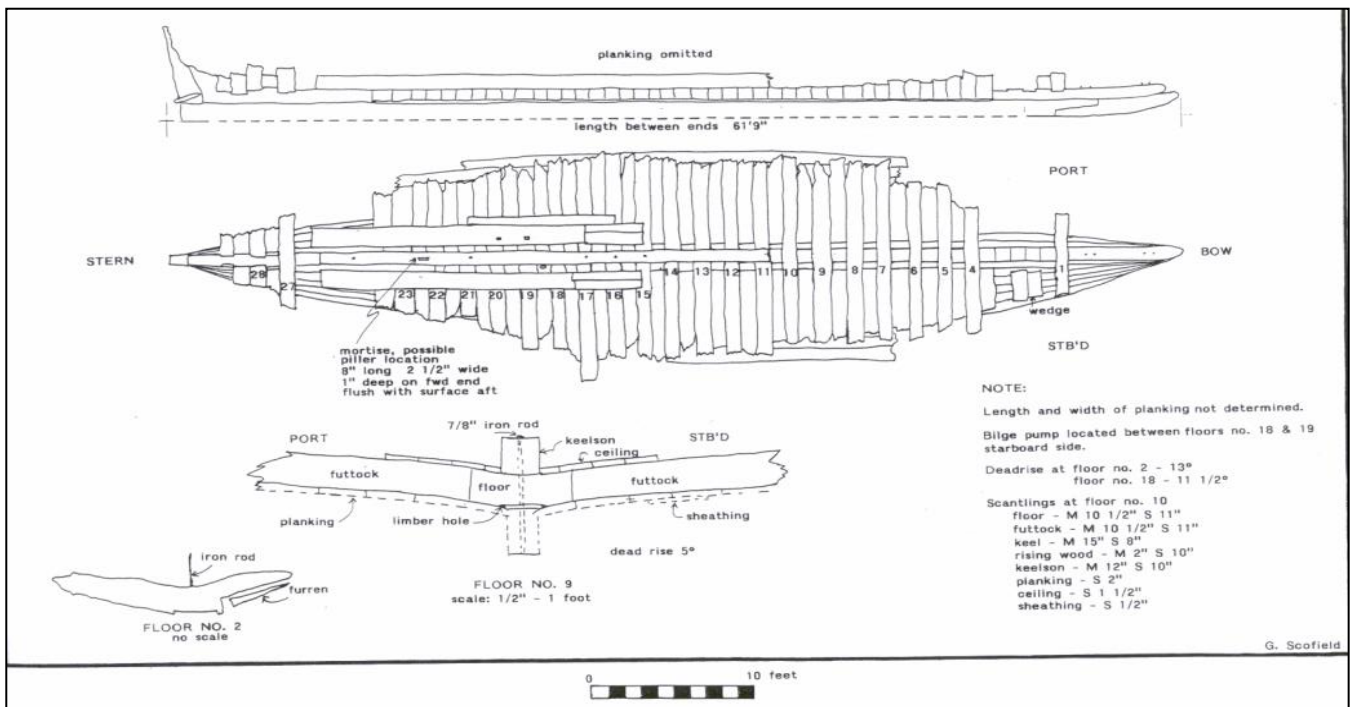 planking omitted
length between ends 61'9"
PORT
STERN
BOW
28
27
23 22 21 20 19 18 17 16 15
14 13 12 11 10 9 8 7 6 5 4 1
wedge
STB'D
mortise, possible
piller location
8" long 2 1/2" wide
1" deep on fwd end
flush with surface aft
7/8" iron rod
PORT
keelson
STB'D
ceiling
futtock
floor
futtock
planking
limber hole
sheathing
dead rise 5°
FLOOR NO. 9
scale: 1/2" - 1 foot
iron rod
furren
FLOOR NO. 2
no scale
NOTE:
Length and width of planking not determined.
Bilge pump located between floors no. 18 & 19
starboard side.
Deadrise at floor no. 2 - 13°
floor no. 18 - 11 1/2°
Scantlings at floor no. 10
floor - M 10 1/2" S 11"
futtock - M 10 1/2" S 11"
keel - M 15" S 8"
rising wood - M 2" S 10"
keelson - M 12" S 10"
planking - S 2"
ceiling - S 1 1/2"
sheathing - S 1/2"
G. Scofield
0 10 feet